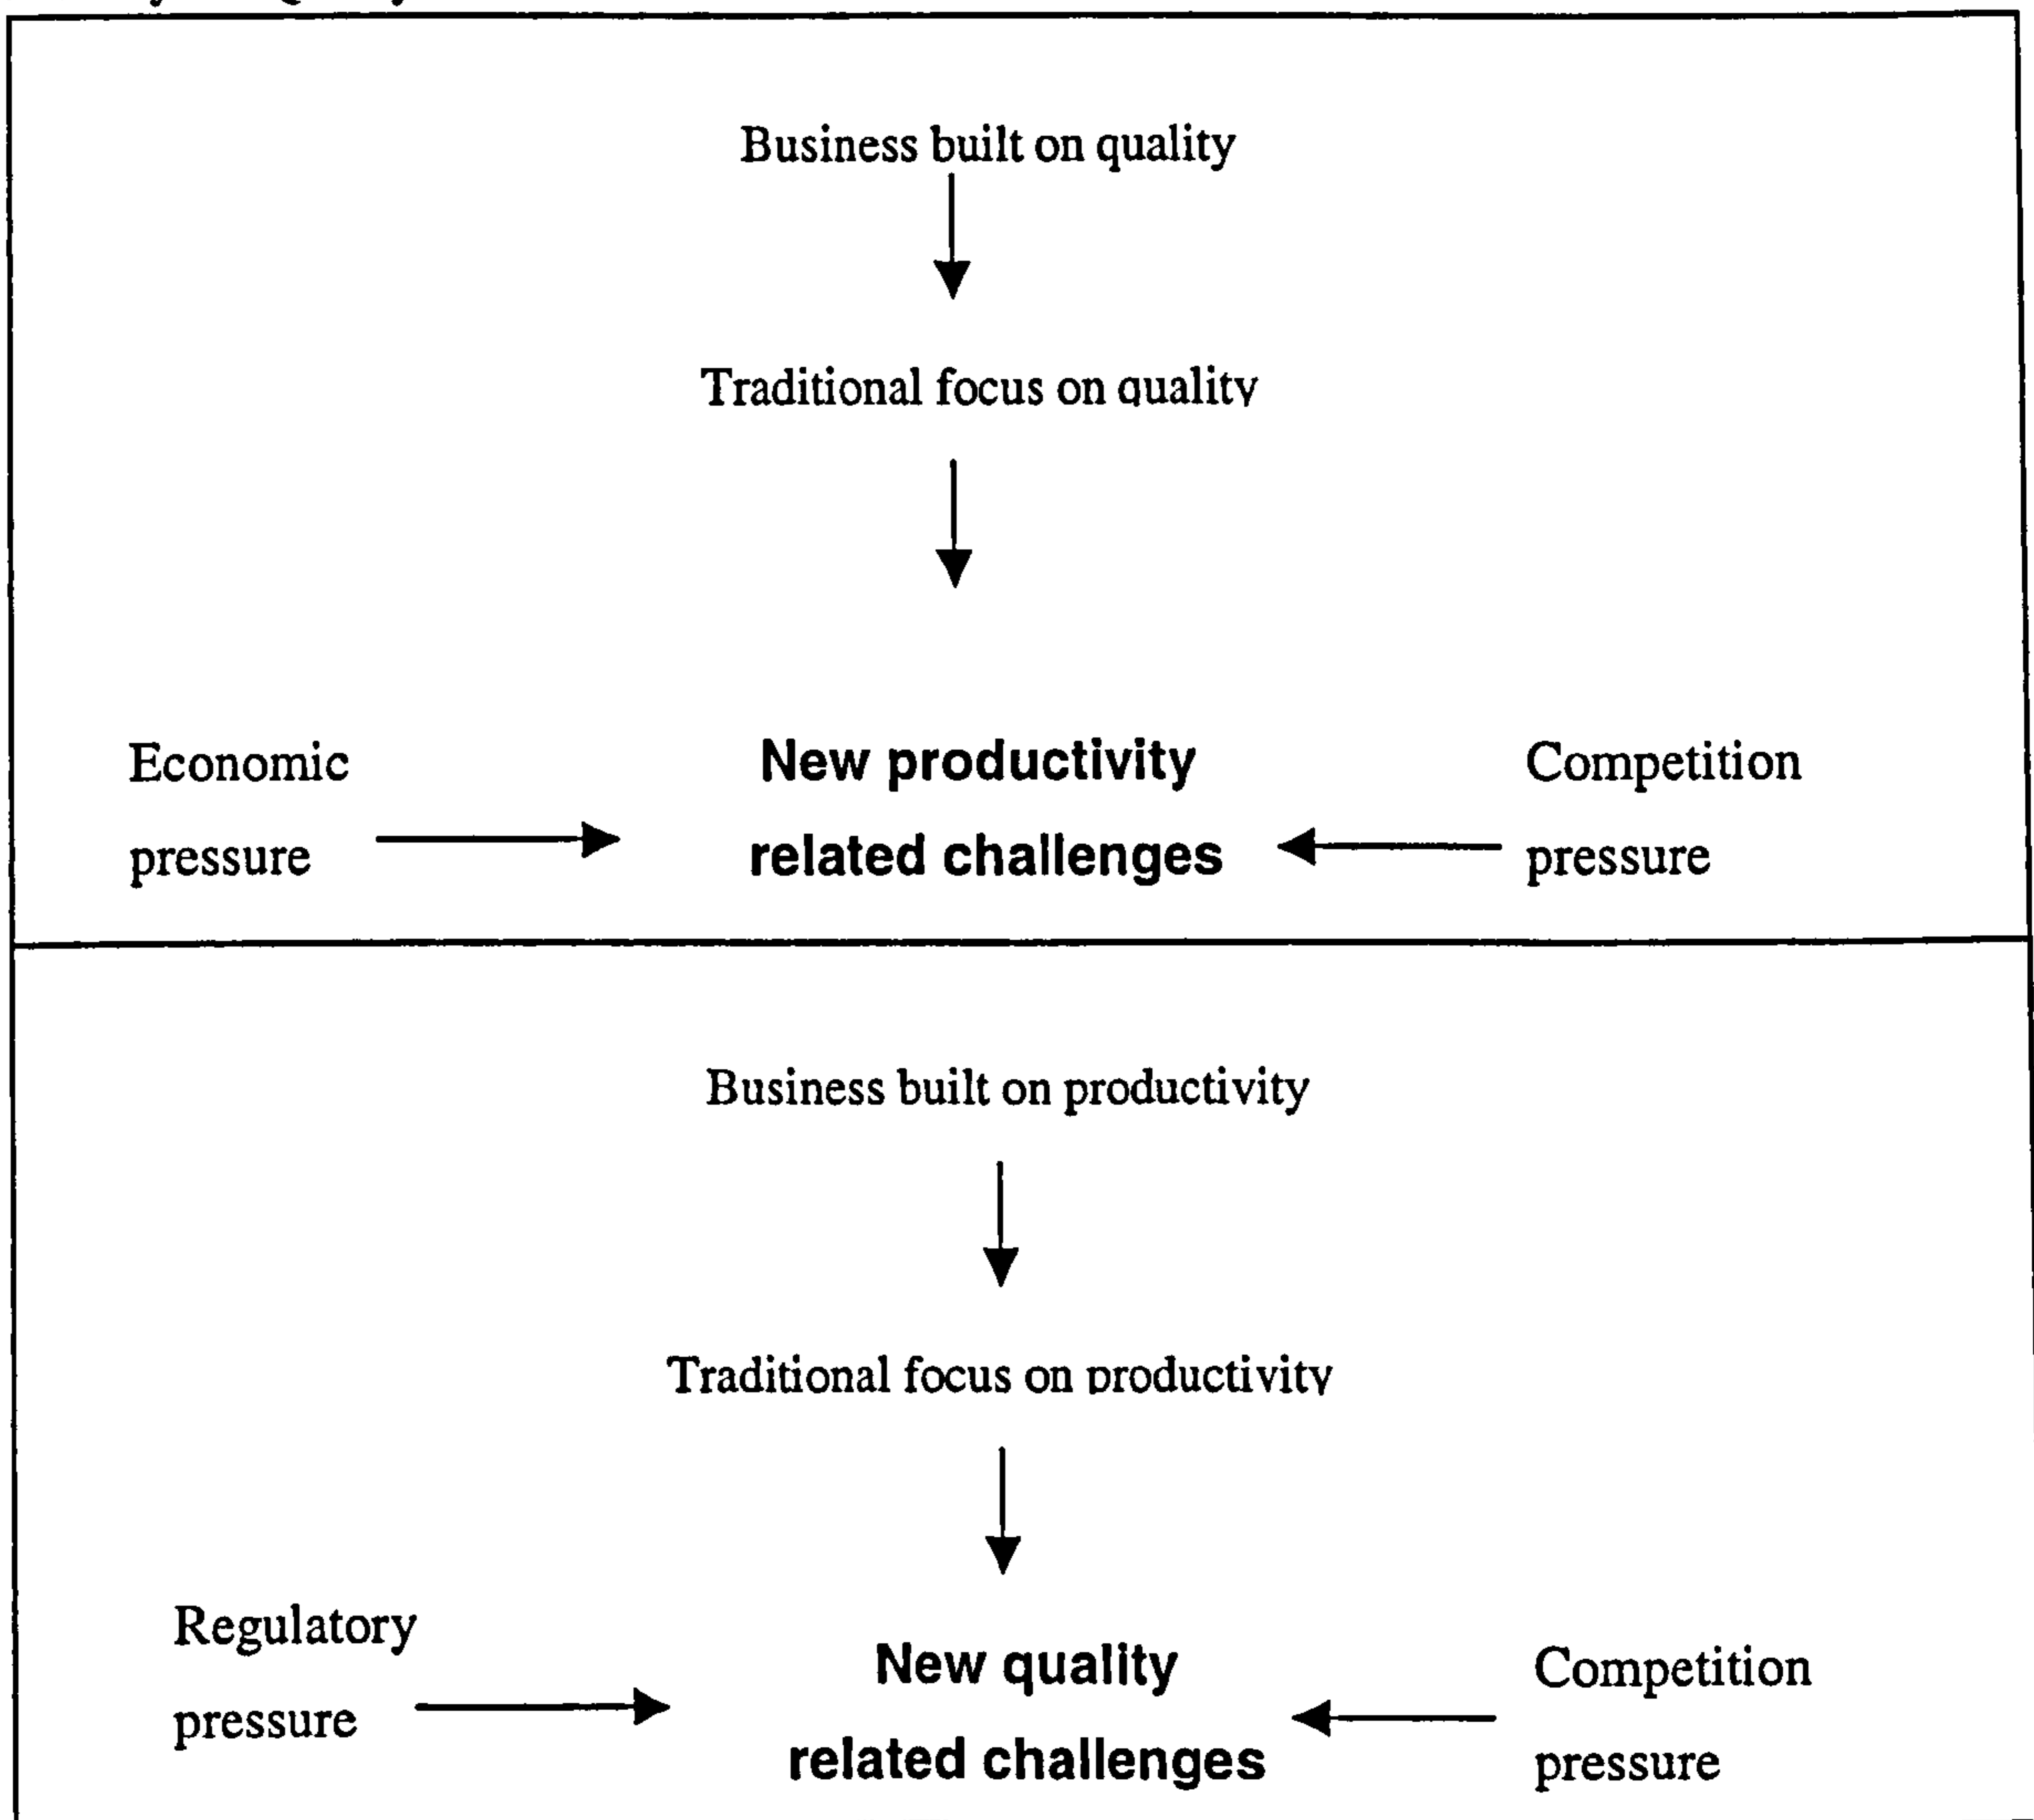 Business built on quality
Traditional focus on quality
Economic
pressure
New productivity
related challenges
Competition
pressure
Business built on productivity
Traditional focus on productivity
Regulatory
pressure
New quality
related challenges
Competition
pressure